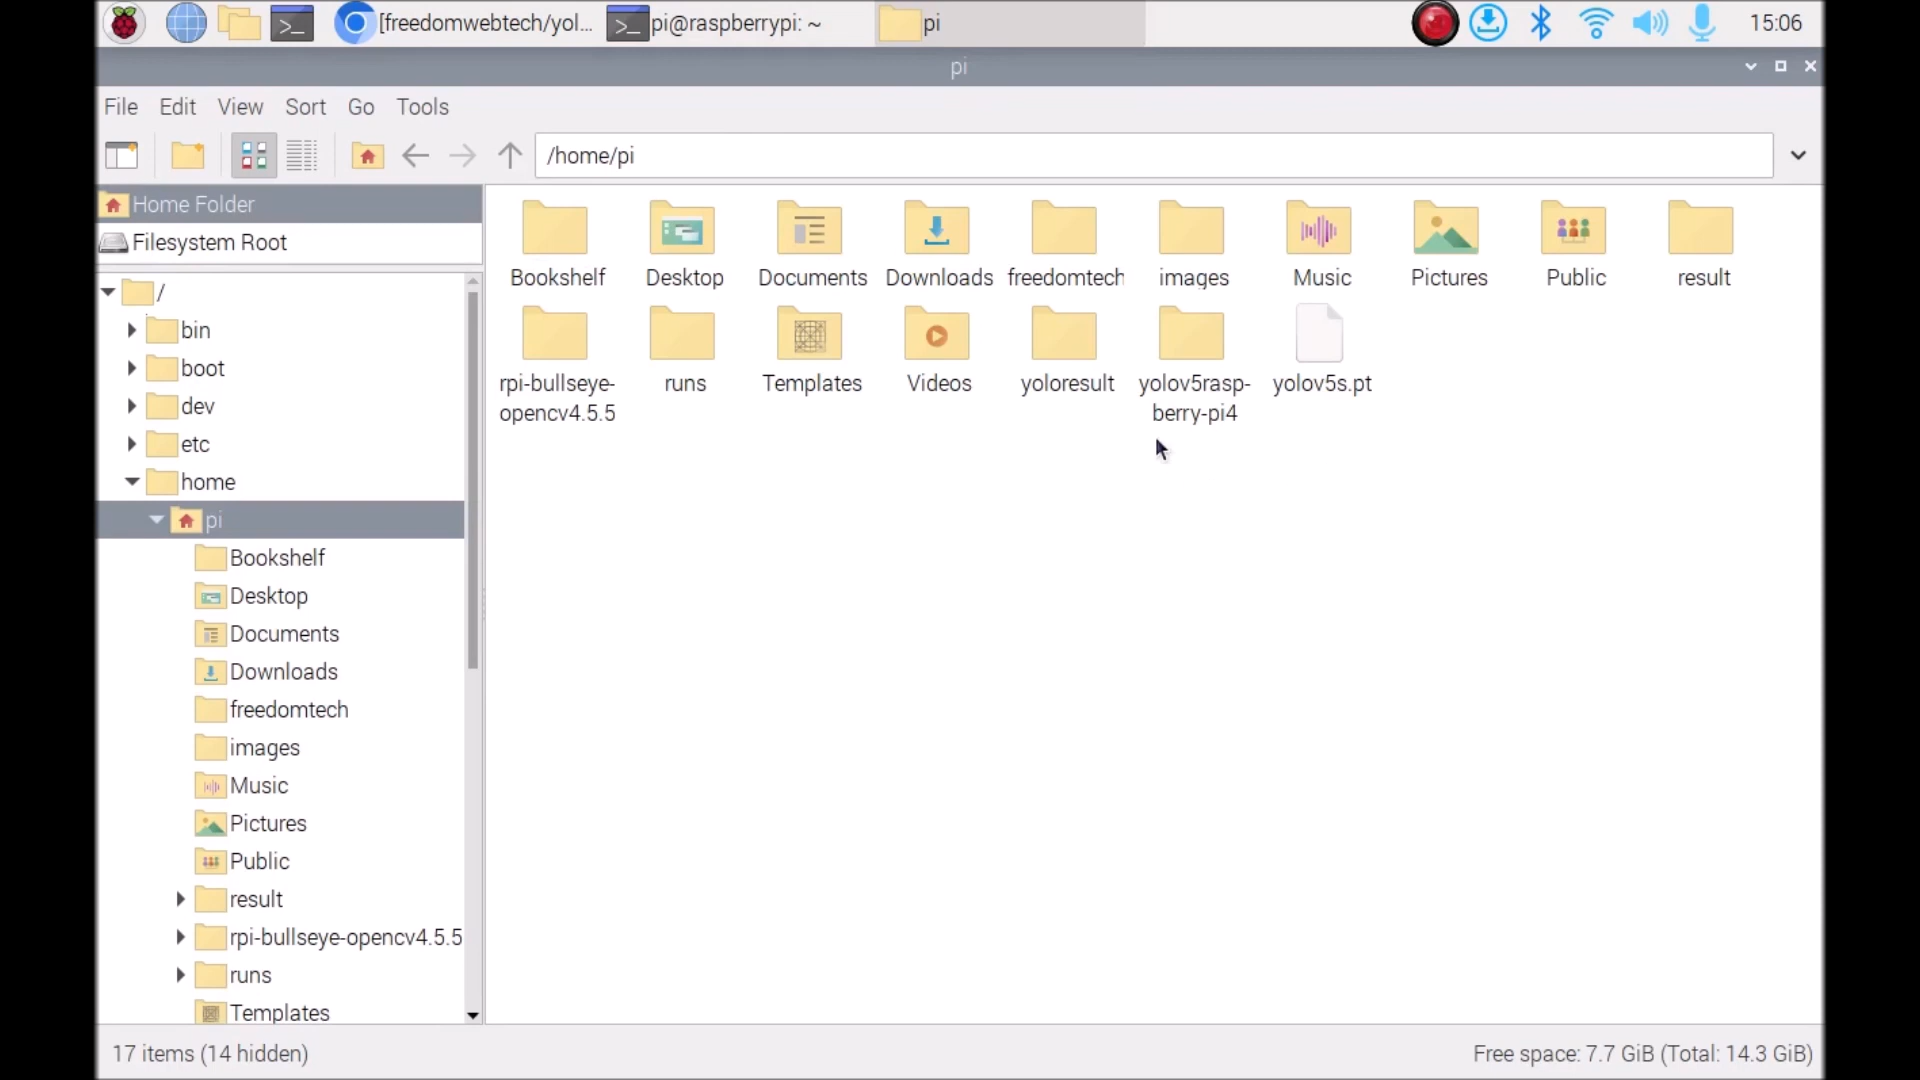 [freedomwebtech/yol... pi@raspberrypi: ~ pi 15:06
pi
File Edit View Sort Go Tools
/home/pi
Home Folder
Filesystem Root
/
bin
boot
dev
etc
home
pi
Bookshelf
Desktop
Documents
Downloads
freedomtech
images
Music
Pictures
Public
result
rpi-bullseye-opencv4.5.5
runs
Templates
Bookshelf Desktop Documents Downloads freedomtech images Music Pictures Public result
rpi-bullseye- runs Templates Videos yoloresult yolov5rasp- yolov5s.pt
opencv4.5.5 berry-pi4
17 items (14 hidden) Free space: 7.7 GiB (Total: 14.3 GiB)